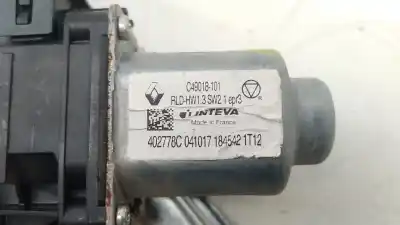 C49018-101
RLD-HW1.3 SW2.1 epr3
INTEVA
Made in France
402778C 041017 184542 1T12